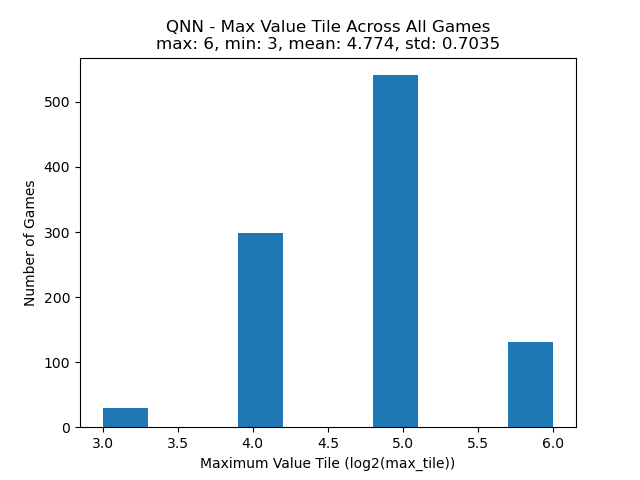 QNN - Max Value Tile Across All Games
max: 6, min: 3, mean: 4.774, std: 0.7035
500
400
300
200
100
0
Number of Games
3.0 3.5 4.0 4.5 5.0 5.5 6.0
Maximum Value Tile (log2(max_tile))